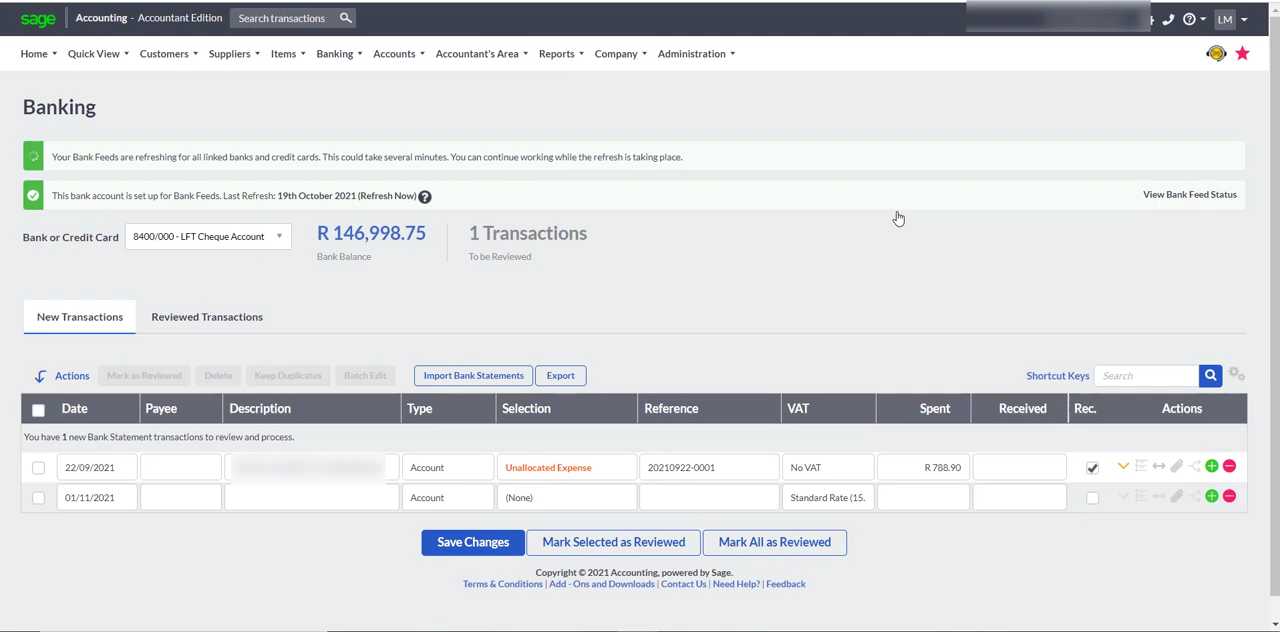 sage Accounting - Accountant Edition Search transactions LM
Home Quick View Customers Suppliers Items Banking Accounts Accountant's Area Reports Company Administration
Banking
Your Bank Feeds are refreshing for all linked banks and credit cards. This could take several minutes. You can continue working while the refresh is taking place.
This bank account is set up for Bank Feeds. Last Refresh: 19th October 2021 (Refresh Now) ? View Bank Feed Status
Bank or Credit Card 8400/000 - LFT Cheque Account R 146,998.75 1 Transactions
Bank Balance To be Reviewed
New Transactions Reviewed Transactions
Actions Mark as Reviewed Delete Keep Duplicates Batch Edit Import Bank Statements Export Shortcut Keys Search
Date Payee Description Type Selection Reference VAT Spent Received Rec. Actions
You have 1 new Bank Statement transactions to review and process.
22/09/2021 Account Unallocated Expense 20210922-0001 No VAT R 788.90
01/11/2021 Account (None) Standard Rate (15.
Save Changes Mark Selected as Reviewed Mark All as Reviewed
Copyright © 2021 Accounting, powered by Sage.
Terms & Conditions | Add - Ons and Downloads | Contact Us | Need Help? | Feedback